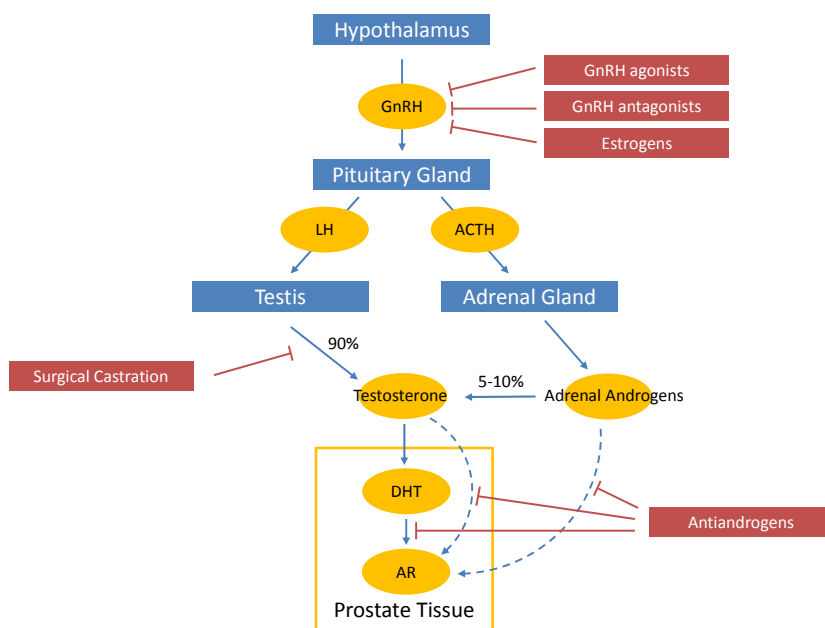 Hypothalamus
GnRH agonists
GnRH
GnRH antagonists
Estrogens
Pituitary Gland
LH
ACTH
Testis
Adrenal Gland
90%
Surgical Castration
5-10%
Testosterone
Adrenal Androgens
DHT
Antiandrogens
AR
Prostate Tissue